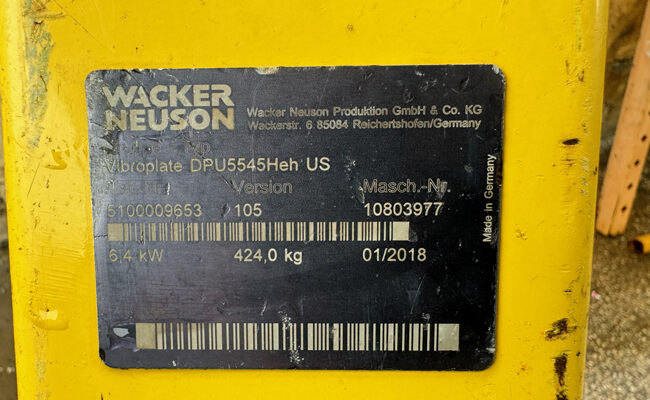 WACKER
NEUSON
Wacker Neuson Produktion GmbH & Co. KG
Wackerstr. 6 85084 Reichertshofen/Germany
Vibroplate DPU5545Heh US
Version Masch.-Nr.
5100009653 105 10803977
6,4 kW 424,0 kg 01/2018
Made in Germany